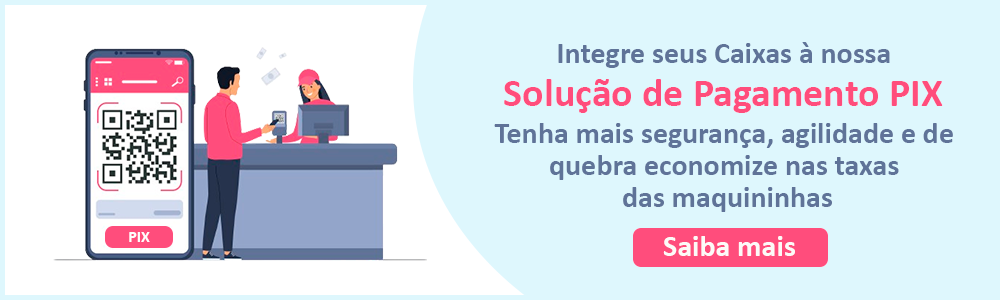 PIX
Integre seus Caixas à nossa
Solução de Pagamento PIX
Tenha mais segurança, agilidade e de
quebra economize nas taxas
das maquininhas
Saiba mais